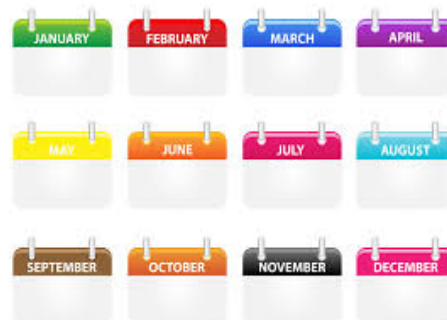 JANUARY
FEBRUARY
MARCH
APRIL
MAY
JUNE
JULY
AUGUST
SEPTEMBER
OCTOBER
NOVEMBER
DECEMBER